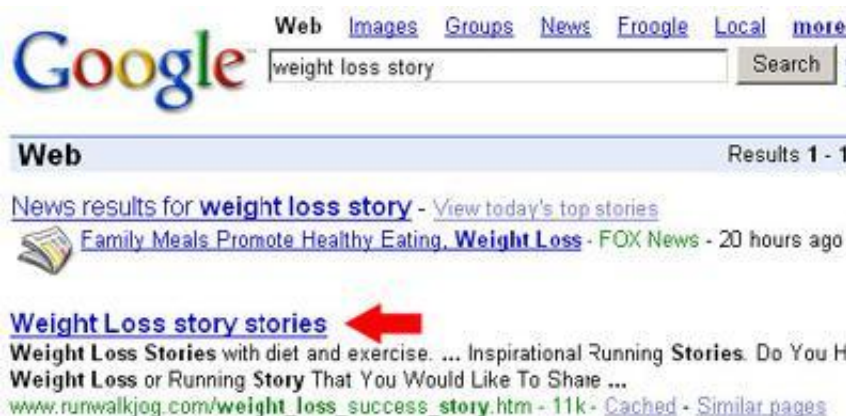 Web Images Groups News Froogle Local more
Google weight loss story Search
Web Results 1 - 1
News results for weight loss story - View today's top stories
Family Meals Promote Healthy Eating, Weight Loss - FOX News - 20 hours ago
Weight Loss story stories
Weight Loss Stories with diet and exercise. ... Inspirational Running Stories. Do You H
Weight Loss or Running Story That You Would Like To Share ...
www.runwalkjog.com/weight_loss_success_story.htm - 11k - Cached - Similar pages